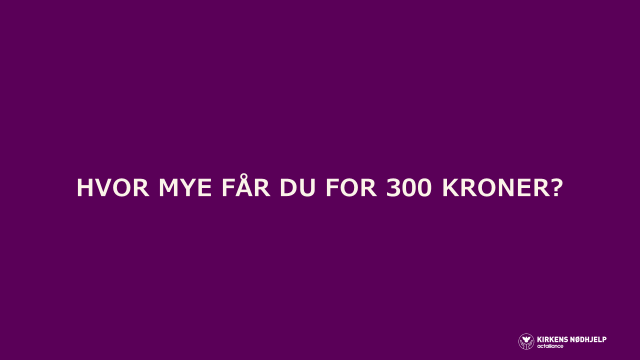 HVOR MYE FÅR DU FOR 300 KRONER?
KIRKENS NØDHJELP
actalliance